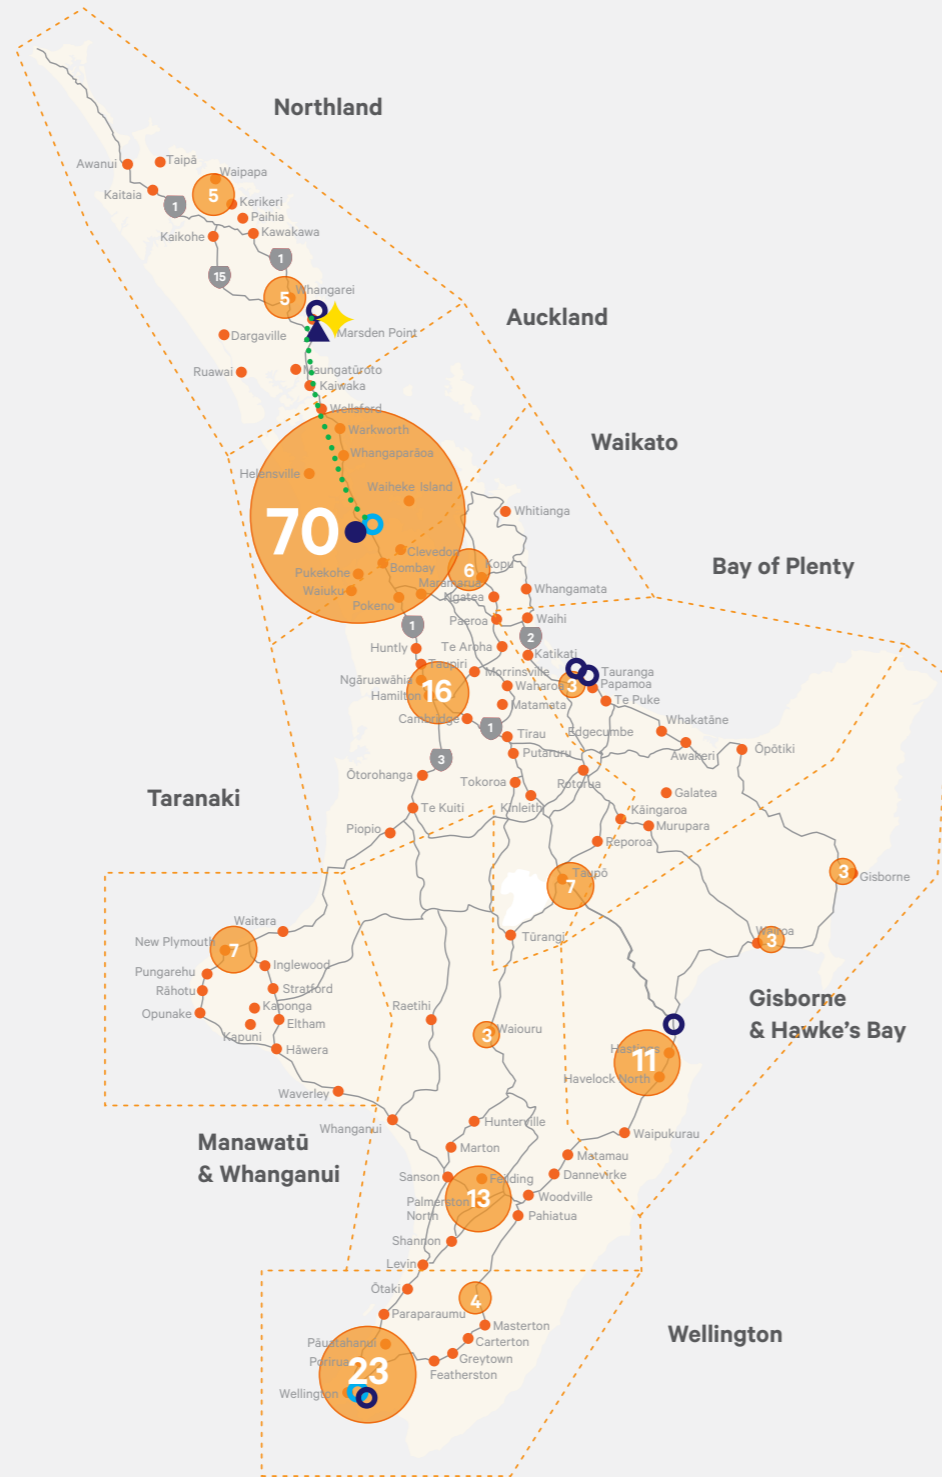 Northland
Awanui
Taipā
Waipapa
Kaitaia
5
Kerikeri
1
Paihia
Kaikohe
Kawakawa
1
15
Whangarei
5
Auckland
Dargaville
Marsden Point
Ruawai
Maungatūroto
Kaiwaka
Wellsford
Warkworth
Waikato
Whangaparāoa
Helensville
Waiheke Island
Whitianga
70
Clevedon
Kopu
Bay of Plenty
Bombay
6
Pukekohe
Maramarua
Waiuku
Ngatea
Whangamata
Pokeno
Paeroa
Waihi
1
2
Huntly
Te Aroha
Katikati
Taupiri
Morrinsville
Tauranga
Ngāruawāhia
Waharoa
3
Papamoa
16
Hamilton
Te Puke
Matamata
Cambridge
Whakatāne
1
Tirau
Edgecumbe
3
Putaruru
Awakeri
Ōpōtiki
Ōtorohanga
Tokoroa
Rotorua
Galatea
Taranaki
Te Kuiti
Kinleith
Kāingaroa
Piopio
Murupara
Reporoa
Taupō
7
3
Gisborne
Waitara
Tūrangi
Wairoa
3
New Plymouth
7
Inglewood
Pungarehu
Stratford
Rāhotu
Kaponga
Raetihi
Gisborne
& Hawke's Bay
Opunake
Eltham
Kapuni
3
Waiouru
Hāwera
Hastings
11
Havelock North
Waverley
Whanganui
Hunterville
Waipukurau
Manawatū
& Whanganui
Marton
Matamau
Sanson
Feilding
Dannevirke
Palmerston
North
13
Woodville
Pahiatua
Shannon
Levin
Ōtaki
4
Paraparaumu
Masterton
Wellington
Pāuatahanui
Carterton
Porirua
23
Greytown
Featherston
Wellington